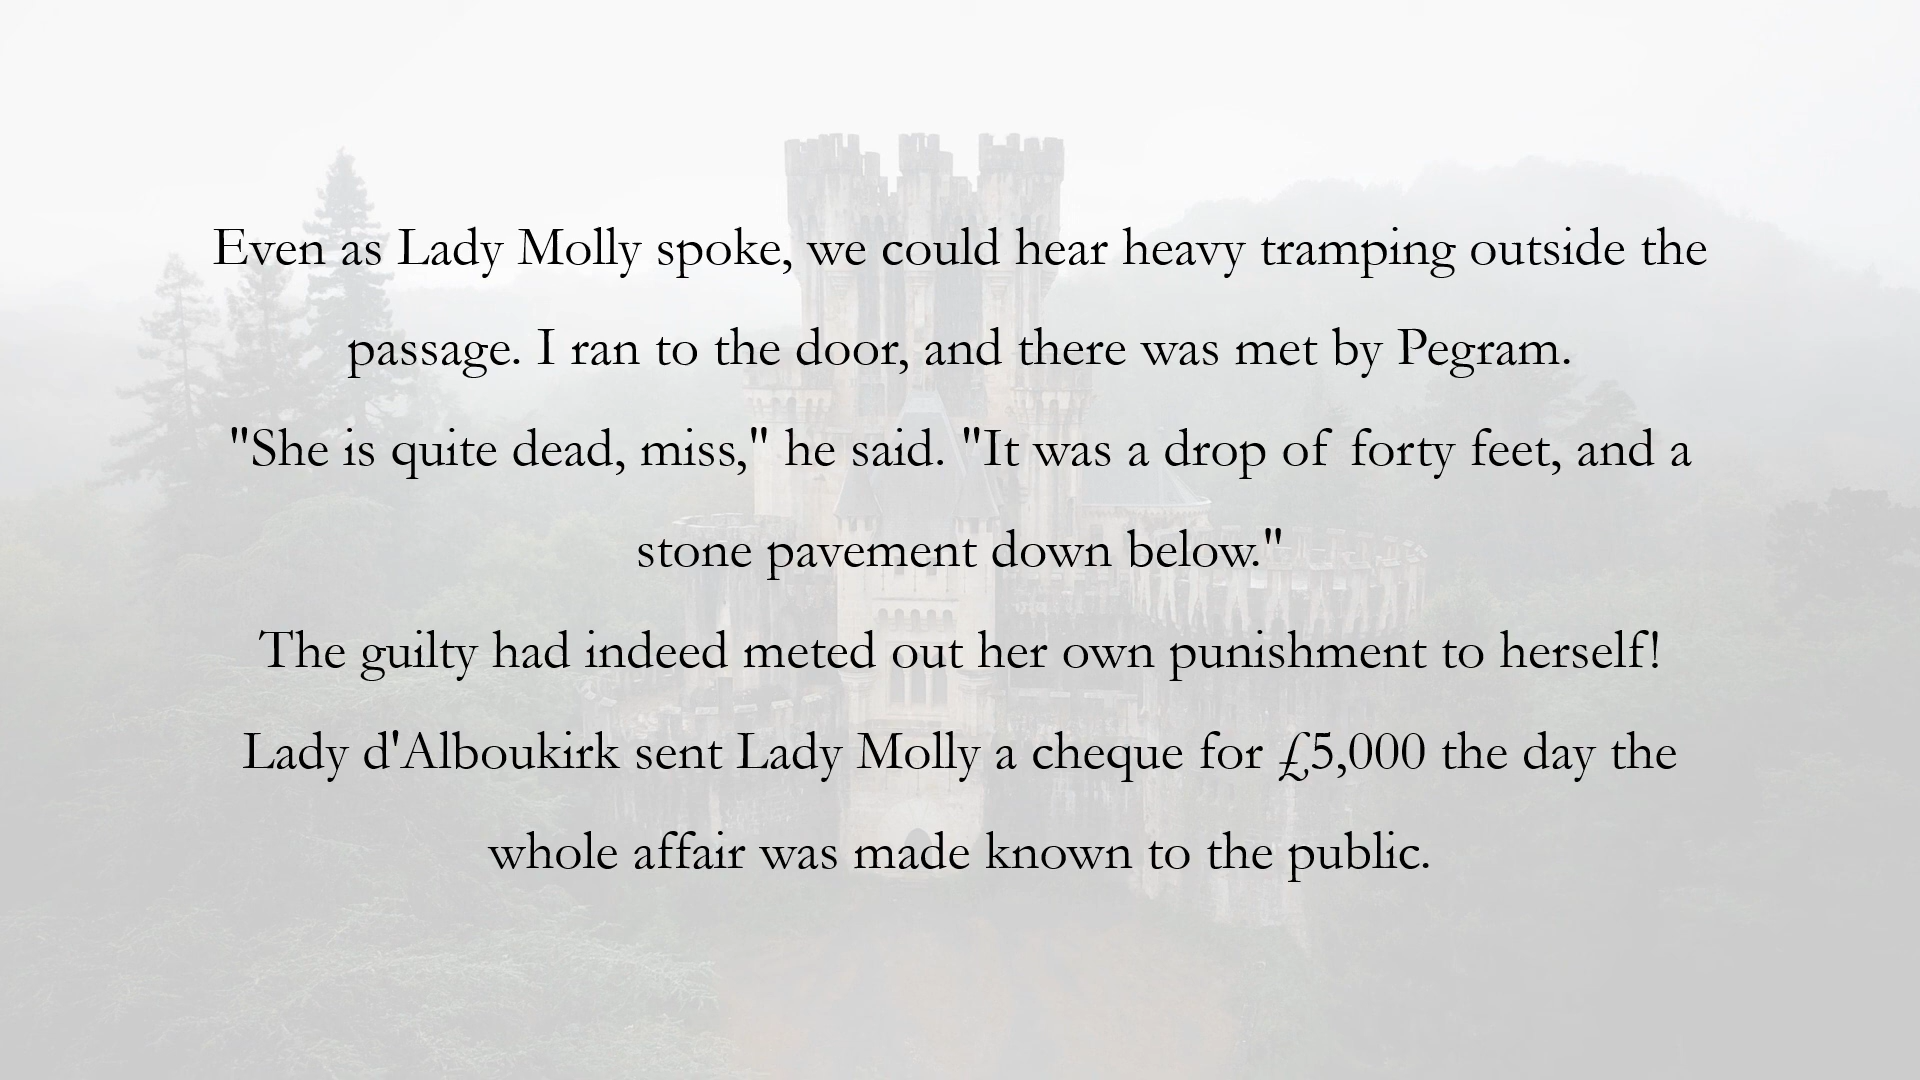 Even as Lady Molly spoke, we could hear heavy tramping outside the
passage. I ran to the door, and there was met by Pegram.
"She is quite dead, miss," he said. "It was a drop of forty feet, and a
stone pavement down below."
The guilty had indeed meted out her own punishment to herself!
Lady d'Alboukirk sent Lady Molly a cheque for £5,000 the day the
whole affair was made known to the public.